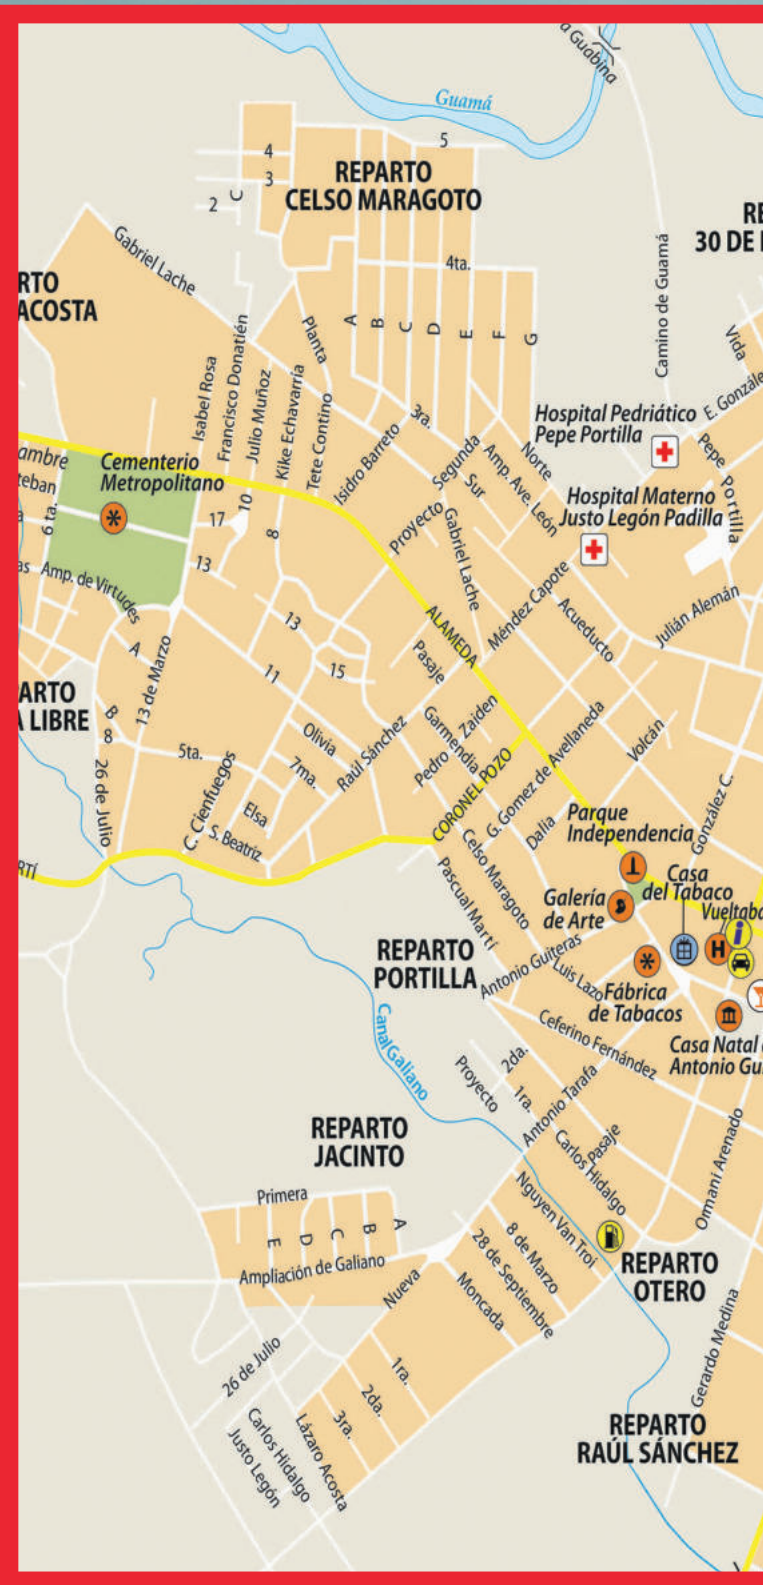 a Guabina
Guamá
4
5
3
REPARTO
CELSO MARAGOTO
2
C
RE
30 DE
Gabriel Lache
Camino de Guamá
4ta.
RTO
ACOSTA
Planta
A
B
C
D
E
F
G
Vida
Isabel Rosa
Francisco Donatién
Julio Muñoz
Kike Echavarría
Tete Contino
E. Gonzále
3ra.
Hospital Pedriático
Pepe Portilla
Isidro Barreto
Segunda
Norte
Pepe Portilla
ambre
teban
Cementerio
Metropolitano
Sur
Amp. Ave. León
Hospital Materno
Justo Legón Padilla
a
6 ta.
17
10
8
Proyecto
Gabriel Lache
13
as
Amp. de Virtudes
Méndez Capote
Acueducto
Julián Alemán
A
13 de Marzo
13
ALAMEDA
Pasaje
11
15
ARTO
A LIBRE
B
8
5ta.
Olivia
7ma.
Raúl Sánchez
Garmendia
Pedro Zaiden
G. Gomez de Avellaneda
Volcán
26 de Julio
C. Cienfuegos
Elsa
S. Beatriz
CORONEL POZO
González C.
RTÍ
Dalia
Parque
Independencia
Celso Maragoto
Pascual Martí
Casa
del Tabaco
Galería
de Arte
Vueltaba
i
H
REPARTO
PORTILLA
Antonio Guiteras
Luis Lazo
Fábrica
de Tabacos
Canal Galiano
Ceferino Fernández
Casa Natal
Antonio Gui
Proyecto
2da.
1ra.
Antonio Tarafa
Carlos Hidalgo
Pasaje
REPARTO
JACINTO
Ormani Arenado
Primera
E
D
C
B
A
Nguyen Van Troi
8 de Marzo
28 de Septiembre
Ampliación de Galiano
Nueva
Moncada
REPARTO
OTERO
Gerardo Medina
26 de Julio
1ra.
2da.
3ra.
Lázaro Acosta
Carlos Hidalgo
Justo Legón
REPARTO
RAÚL SÁNCHEZ